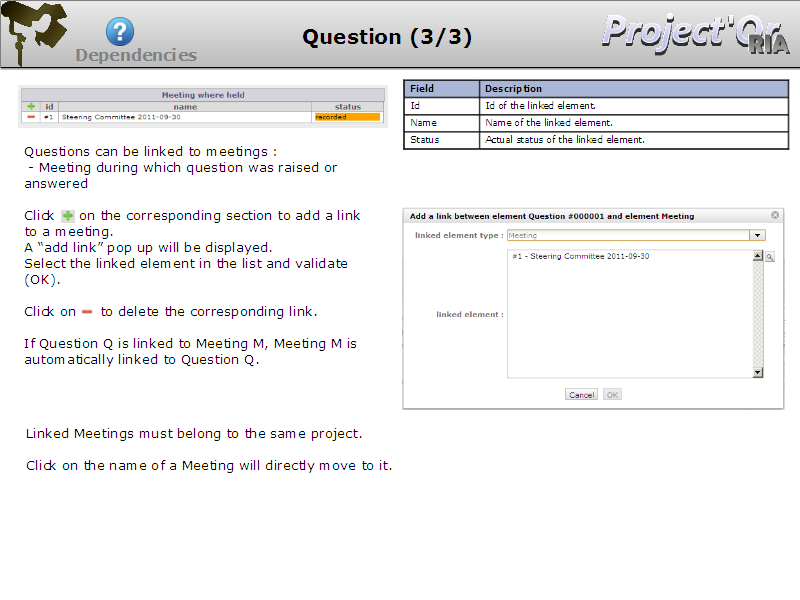 Question (3/3)
Project'Or
RIA
Dependencies
Meeting where held
id name status
#1 Steering Committee 2011-09-30 recorded
Questions can be linked to meetings :
- Meeting during which question was raised or
answered
Click on the corresponding section to add a link
to a meeting.
A “add link” pop up will be displayed.
Select the linked element in the list and validate
(OK).
Click on to delete the corresponding link.
If Question Q is linked to Meeting M, Meeting M is
automatically linked to Question Q.
Linked Meetings must belong to the same project.
Click on the name of a Meeting will directly move to it.
Field Description
Id Id of the linked element.
Name Name of the linked element.
Status Actual status of the linked element.
Add a link between element Question #000001 and element Meeting
linked element type : Meeting
#1 - Steering Committee 2011-09-30
linked element :
Cancel OK